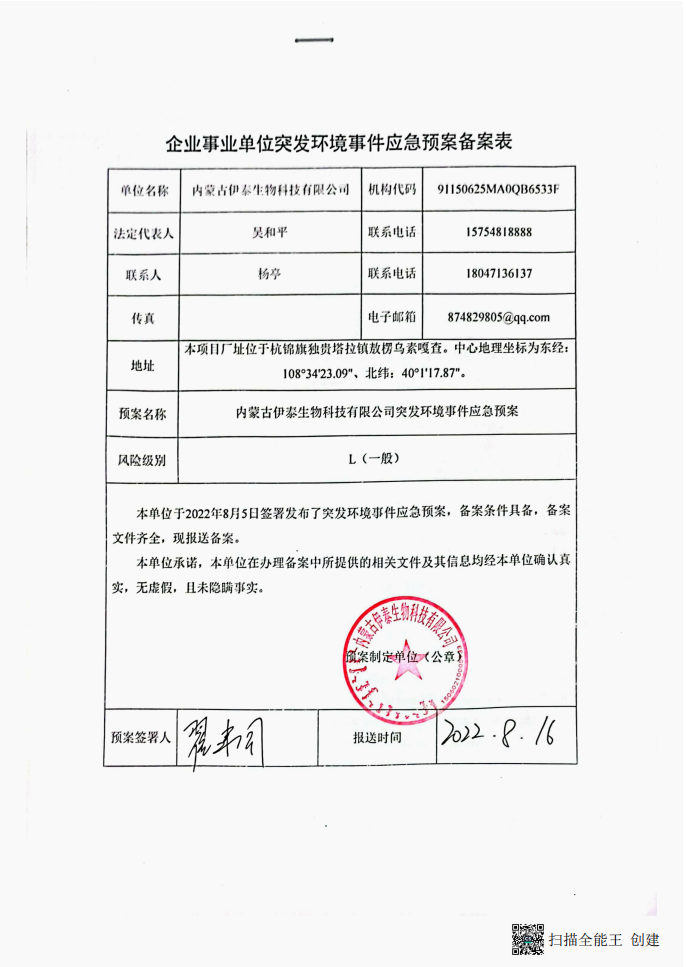 企业事业单位突发环境事件应急预案备案表
单位名称 内蒙古伊泰生物科技有限公司 机构代码 91150625MA0QB6533F
法定代表人 吴和平 联系电话 15754818888
联系人 杨亭 联系电话 18047136137
传真 电子邮箱 874829805@qq.com
地址 本项目厂址位于杭锦旗独贵塔拉镇放楞乌素嘎查。中心地理坐标为东经：
108°34'23.09"、北纬：40°1'17.87"。
预案名称 内蒙古伊泰生物科技有限公司突发环境事件应急预案
风险级别 L（一般）
本单位于2022年8月5日签署发布了突发环境事件应急预案，备案条件具备，备案
文件齐全，现报送备案。
本单位承诺，本单位在办理备案中所提供的相关文件及其信息均经本单位确认真
实，无虚假，且未隐瞒事实。
内蒙古伊泰生物科技有限公司
预案制定单位（公章）
预案签署人 报送时间 2022.8.16
扫描全能王 创建